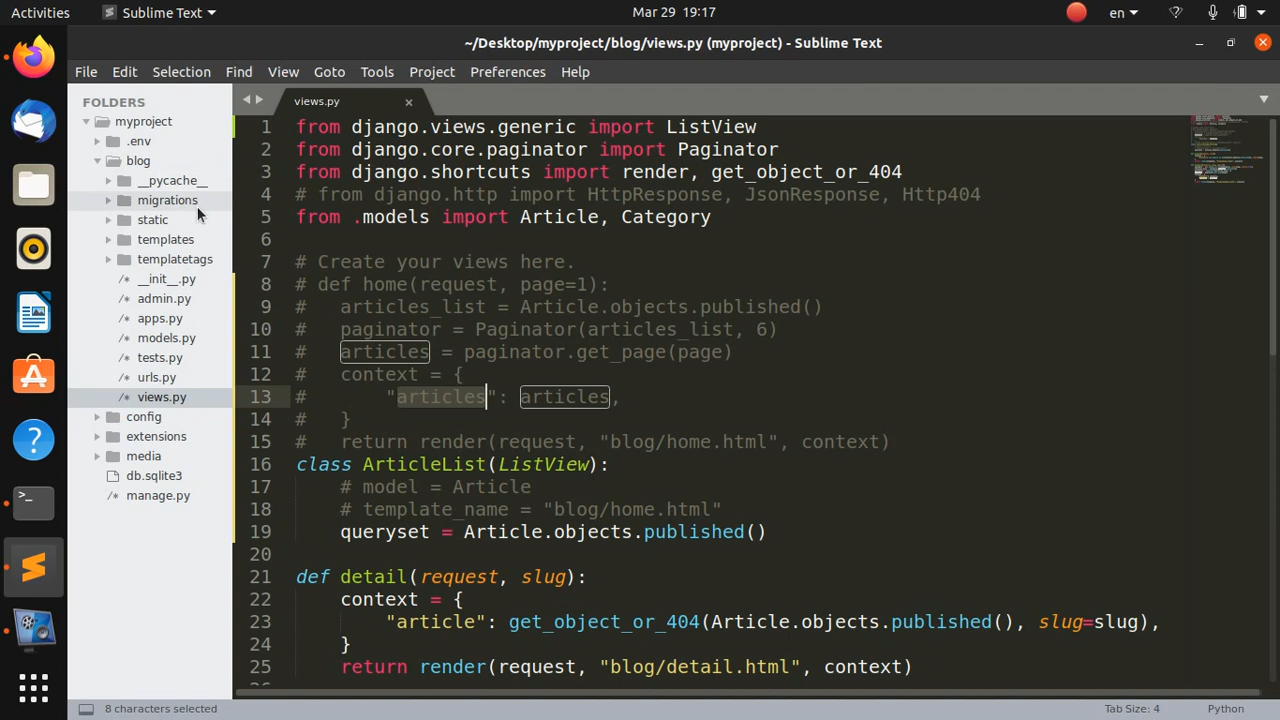 Activities
Sublime Text
Mar 29 19:17
en
~/Desktop/myproject/blog/views.py (myproject) - Sublime Text
File Edit Selection Find View Goto Tools Project Preferences Help
FOLDERS
myproject
.env
blog
__pycache__
migrations
static
templates
templatetags
/* __init__.py
/* admin.py
/* apps.py
/* models.py
/* tests.py
/* urls.py
/* views.py
config
extensions
media
db.sqlite3
/* manage.py
views.py
1 from django.views.generic import ListView
2 from django.core.paginator import Paginator
3 from django.shortcuts import render, get_object_or_404
4 # from django.http import HttpResponse, JsonResponse, Http404
5 from .models import Article, Category
6
7 # Create your views here.
8 # def home(request, page=1):
9 #   articles_list = Article.objects.published()
10 #   paginator = Paginator(articles_list, 6)
11 #   articles = paginator.get_page(page)
12 #   context = {
13 #       "articles": articles,
14 #   }
15 #   return render(request, "blog/home.html", context)
16 class ArticleList(ListView):
17     # model = Article
18     # template_name = "blog/home.html"
19     queryset = Article.objects.published()
20
21 def detail(request, slug):
22     context = {
23         "article": get_object_or_404(Article.objects.published(), slug=slug),
24     }
25     return render(request, "blog/detail.html", context)
8 characters selected
Tab Size: 4
Python